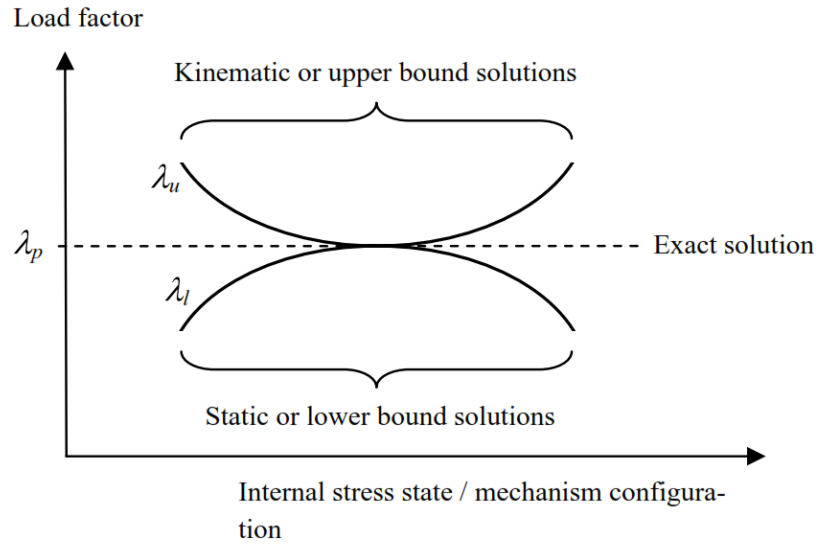 Load factor
Kinematic or upper bound solutions
λu
λp
Exact solution
λl
Static or lower bound solutions
Internal stress state / mechanism configura-
tion